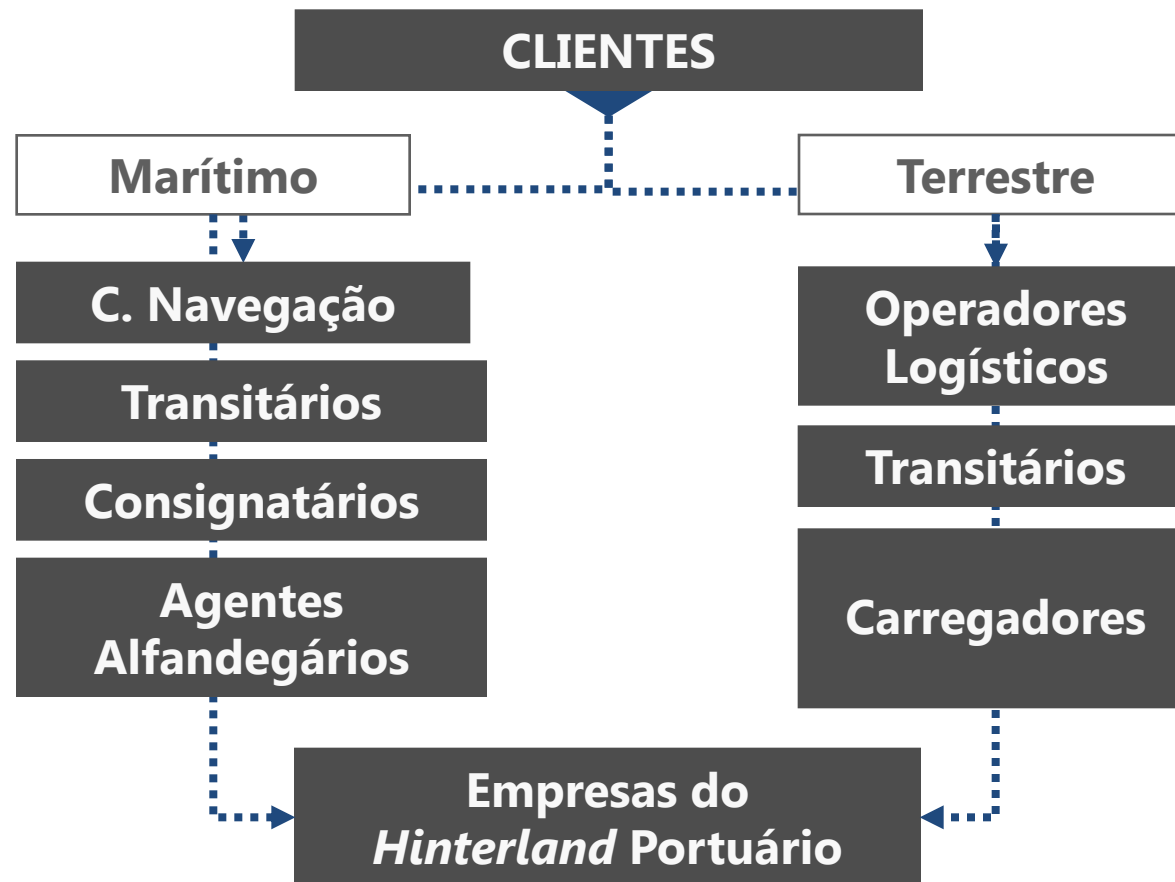 CLIENTES
Marítimo
Terrestre
C. Navegação
Transitários
Consignatários
Agentes
Alfandegários
Operadores
Logísticos
Transitários
Carregadores
Empresas do
Hinterland Portuário